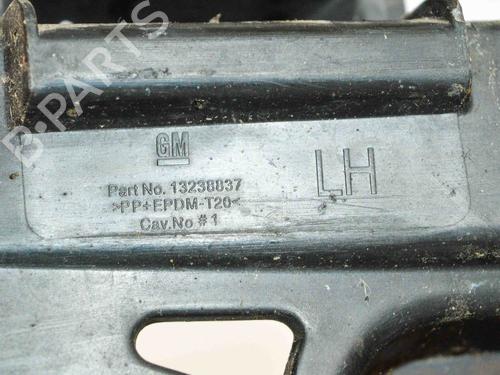 B-PARTS
GM
LH
Part No. 13238837
>PP+EPDM-T20<
Cav.No #1